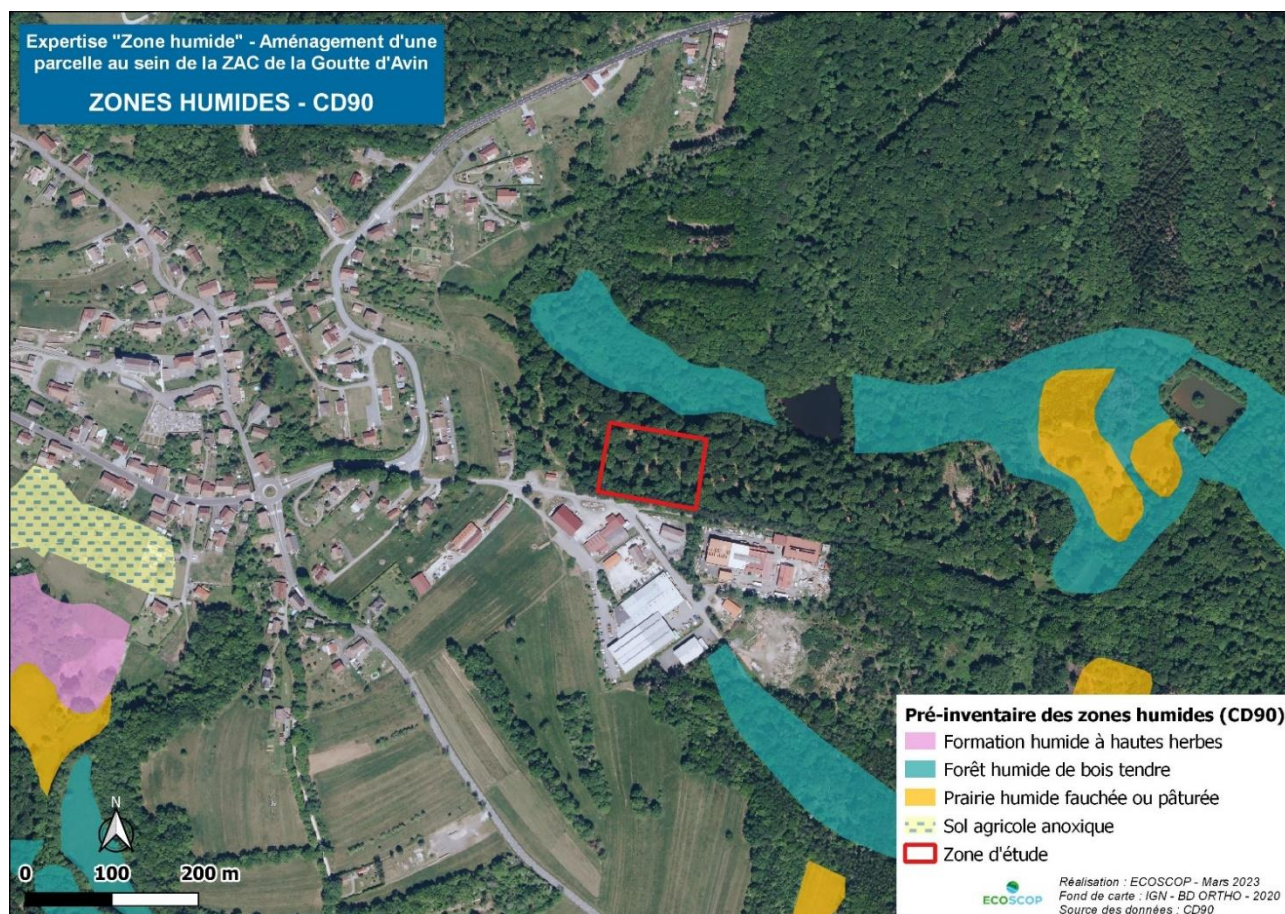 Expertise "Zone humide" - Aménagement d'une
parcelle au sein de la ZAC de la Goutte d'Avin
ZONES HUMIDES - CD90
Pré-inventaire des zones humides (CD90)
Formation humide à hautes herbes
Forêt humide de bois tendre
Prairie humide fauchée ou pâturée
Sol agricole anoxique
Zone d'étude
N
0 100 200 m
ECOSCOP
Réalisation : ECOSCOP - Mars 2023
Fond de carte : IGN - BD ORTHO - 2020
Source des données : CD90